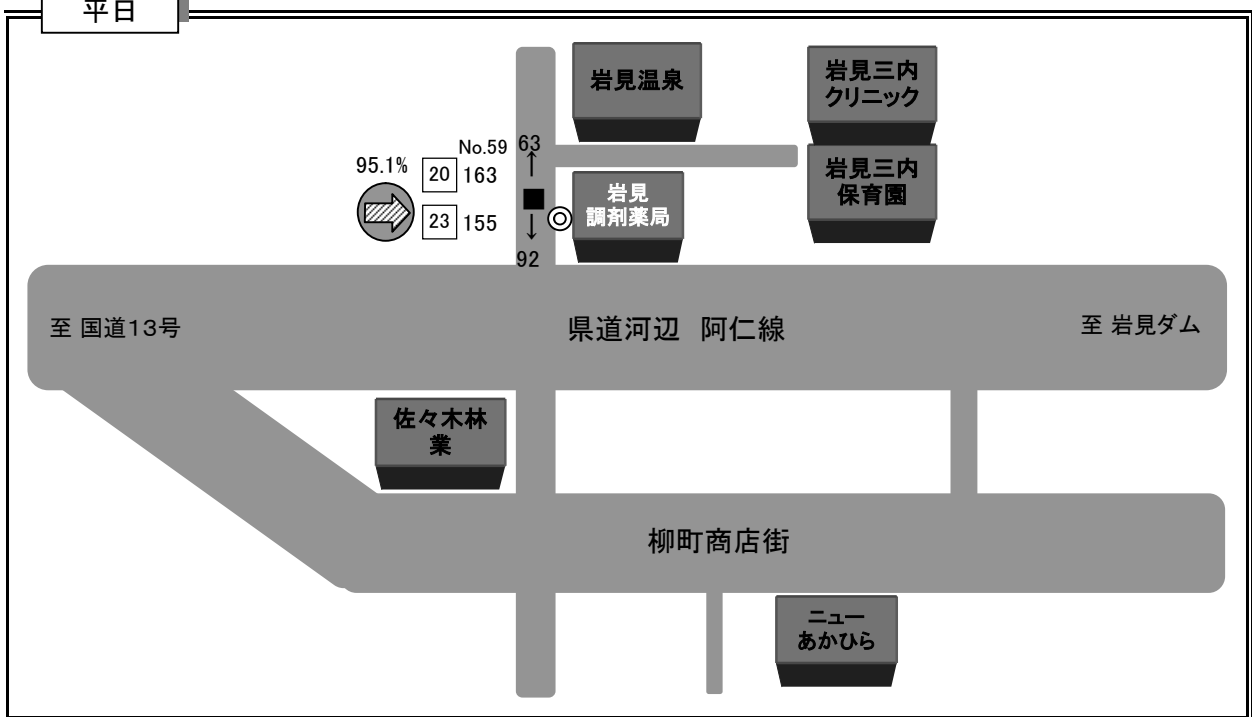 平日
岩見温泉
岩見三内
クリニック
No.59
63
↑
95.1%
20 163
岩見三内
保育園
岩見
調剤薬局
23 155
↓
92
至 国道13号
県道河辺 阿仁線
至 岩見ダム
佐々木林
業
柳町商店街
ニュー
あかひら